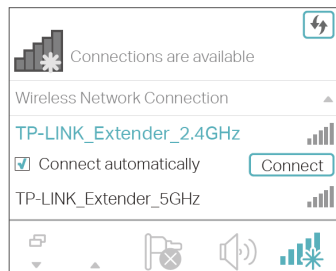 Connections are available
Wireless Network Connection
TP-LINK_Extender_2.4GHz
Connect automatically
Connect
TP-LINK_Extender_5GHz